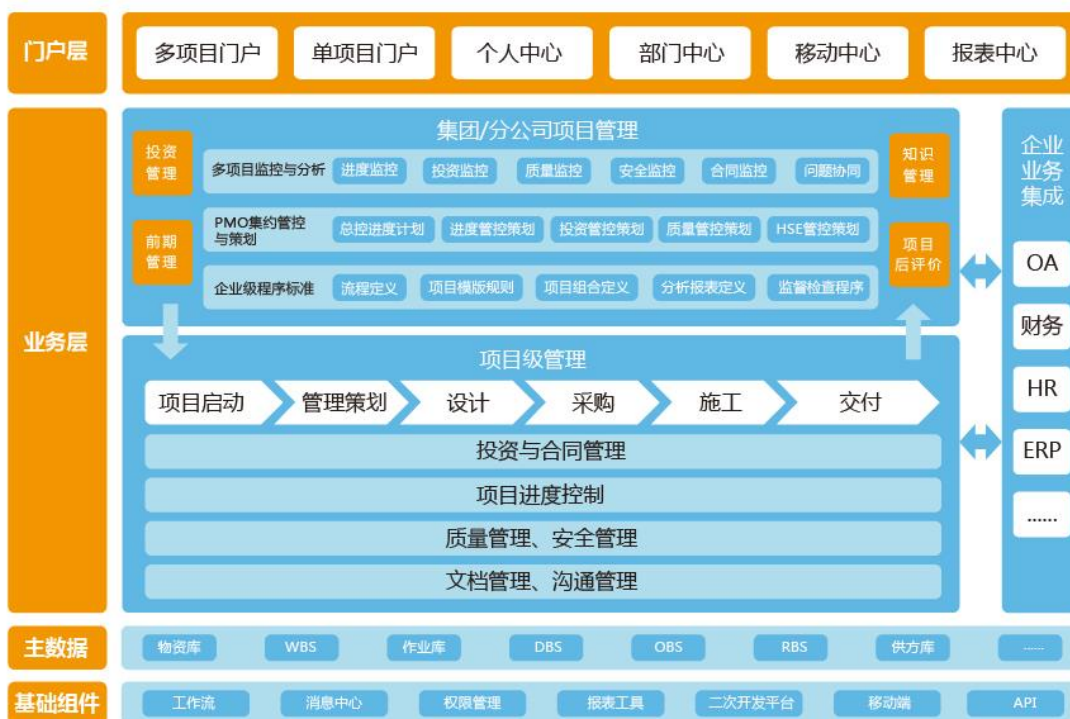 门户层
多项目门户
单项目门户
个人中心
部门中心
移动中心
报表中心
业务层
集团/分公司项目管理
投资
管理
前期
管理
多项目监控与分析
进度监控
投资监控
质量监控
安全监控
合同监控
问题协同
PMO集约管控
与策划
总控进度计划
进度管控策划
投资管控策划
质量管控策划
HSE管控策划
企业级程序标准
流程定义
项目模版规则
项目组合定义
分析报表定义
监督检查程序
知识
管理
项目
后评价
项目级管理
项目启动
管理策划
设计
采购
施工
交付
投资与合同管理
项目进度控制
质量管理、安全管理
文档管理、沟通管理
企业
业务
集成
OA
财务
HR
ERP
......
主数据
物资库
WBS
作业库
DBS
OBS
RBS
供方库
......
基础组件
工作流
消息中心
权限管理
报表工具
二次开发平台
移动端
API